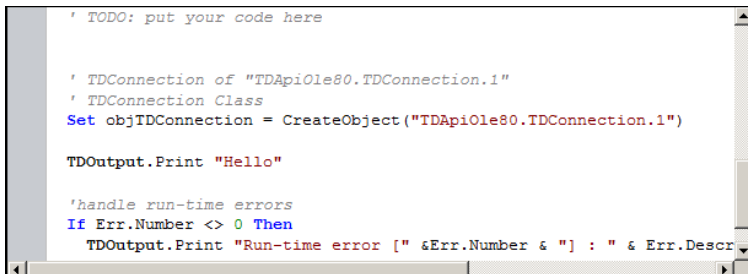 ' TODO: put your code here
' TDConnection of "TDApiOle80.TDConnection.1"
' TDConnection Class
Set objTDConnection = CreateObject("TDApiOle80.TDConnection.1")
TDOutput.Print "Hello"
'handle run-time errors
If Err.Number <> 0 Then
TDOutput.Print "Run-time error [" &Err.Number & "] : " & Err.Descr